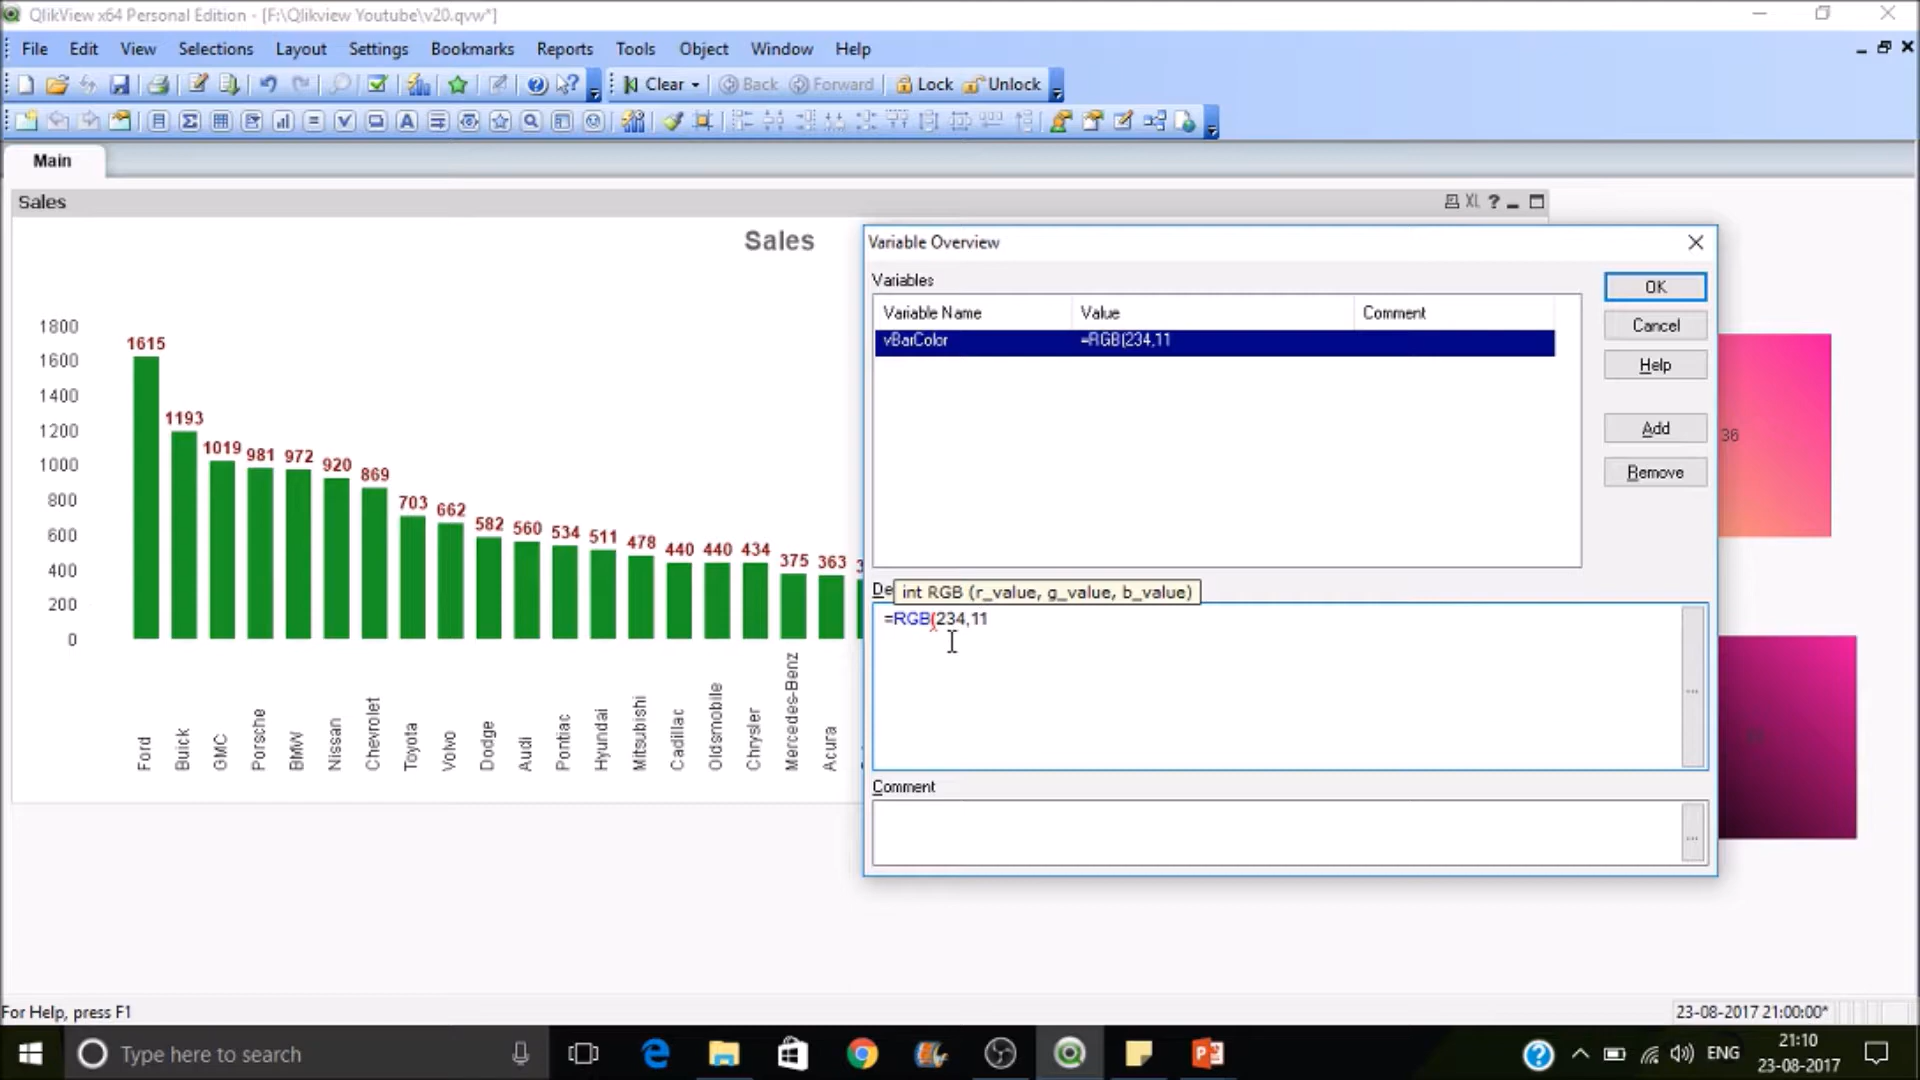 QlikView x64 Personal Edition - [F:\Qlikview Youtube\v20.qvw*]
File Edit View Selections Layout Settings Bookmarks Reports Tools Object Window Help
Clear Back Forward Lock Unlock
Main
Sales
XL ?
Sales
1800
1600
1400
1200
1000
800
600
400
200
0
1615
1193
1019
981
972
920
869
703
662
582
560
534
511
478
440
440
434
375
363
Ford
Buick
GMC
Porsche
BMW
Nissan
Chevrolet
Toyota
Volvo
Dodge
Audi
Pontiac
Hyundai
Mitsubishi
Cadillac
Oldsmobile
Chrysler
Mercedes-Benz
Acura
Variable Overview
Variables
Variable Name Value Comment
vBarColor =RGB(234,11
OK
Cancel
Help
Add
Remove
36
De
int RGB (r_value, g_value, b_value)
=RGB(234,11
...
Comment
...
For Help, press F1
23-08-2017 21:00:00*
Type here to search
ENG
21:10
23-08-2017